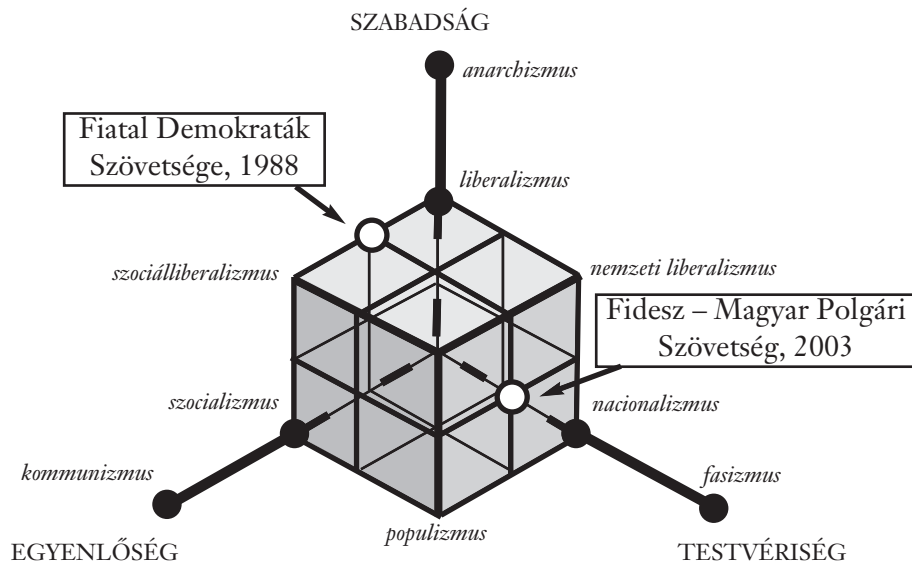 SZABADSÁG
anarchizmus
Fiatal Demokraták
Szövetsége, 1988
liberalizmus
szociálliberalizmus
nemzeti liberalizmus
Fidesz – Magyar Polgári
Szövetség, 2003
szocializmus
nacionalizmus
kommunizmus
fasizmus
populizmus
EGYENLŐSÉG
TESTVÉRISÉG